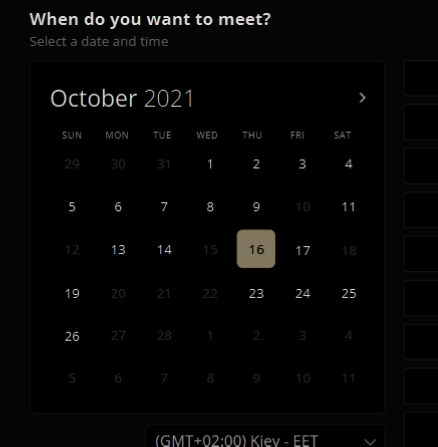 When do you want to meet?
Select a date and time
October 2021
SUN MON TUE WED THU FRI SAT
29 30 31 1 2 3 4
5 6 7 8 9 10 11
12 13 14 15 16 17 18
19 20 21 22 23 24 25
26 27 28 1 2 3 4
5 6 7 8 9 10 11
(GMT+02:00) Kiev - EET